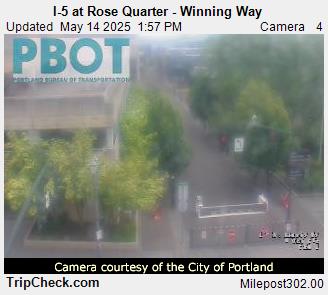 I-5 at Rose Quarter - Winning Way
Updated May 14 2025 1:57 PM Camera 4
PBOT
PORTLAND BUREAU OF TRANSPORTATION
Camera courtesy of the City of Portland
TripCheck.com Milepost302.00